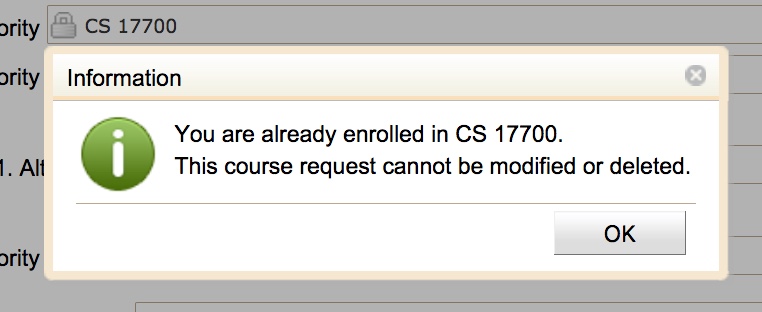 ority CS 17700
ority
Information
You are already enrolled in CS 17700.
This course request cannot be modified or deleted.
1. Alt
OK
ority